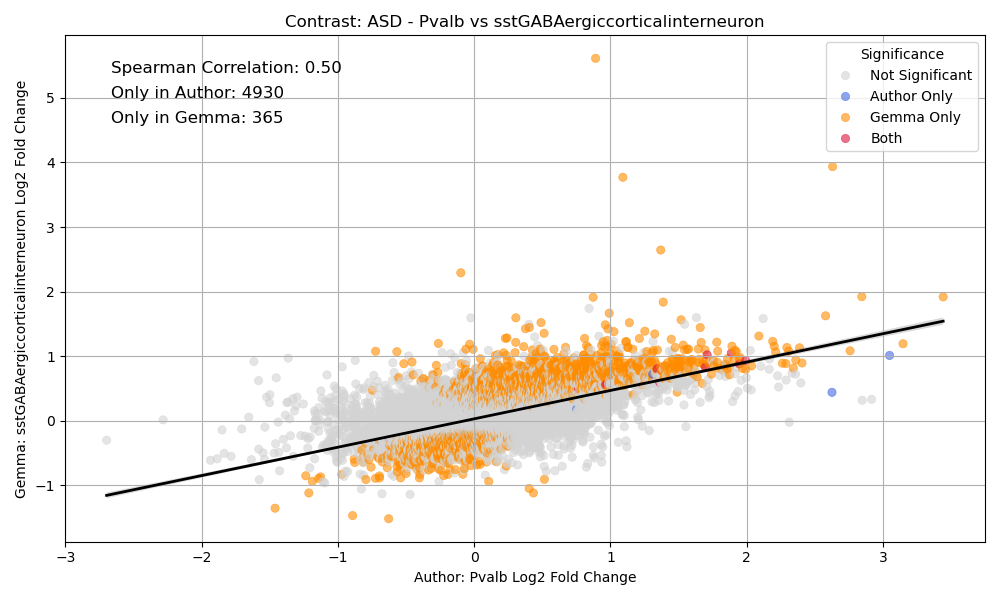 Contrast: ASD - Pvalb vs sstGABAergiccorticalinterneuron
Spearman Correlation: 0.50
Only in Author: 4930
Only in Gemma: 365
Significance
Not Significant
Author Only
Gemma Only
Both
Gemma: sstGABAergiccorticalinterneuron Log2 Fold Change
5
4
3
2
1
0
−1
−3
−2
−1
0
1
2
3
Author: Pvalb Log2 Fold Change